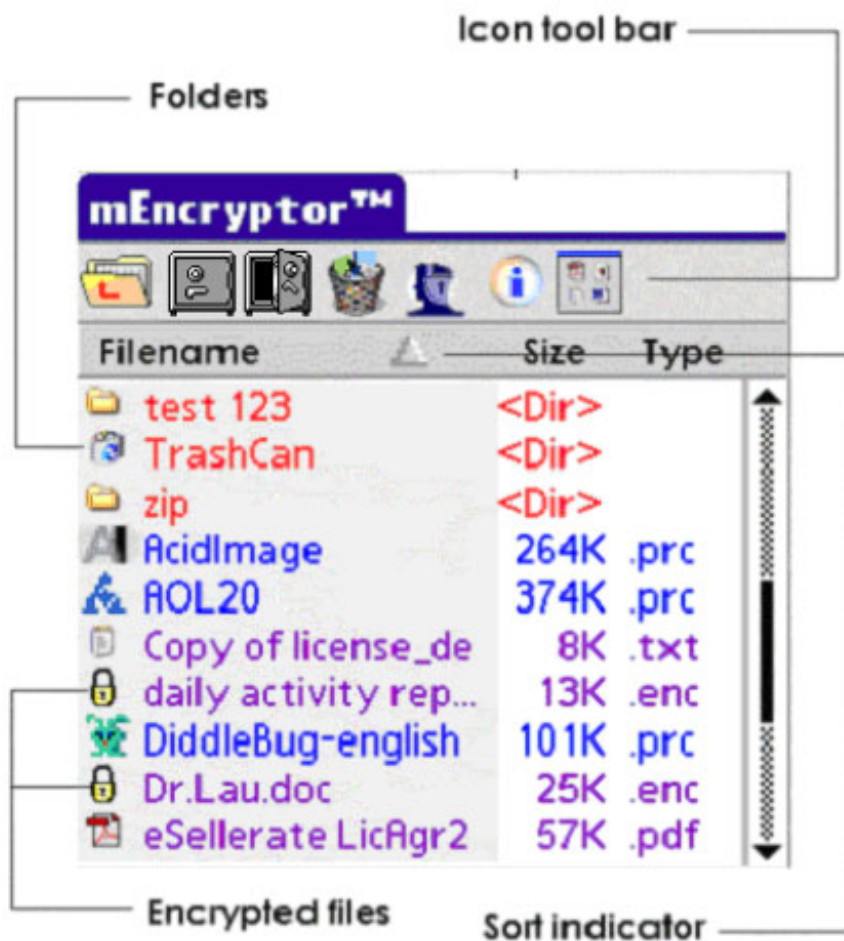 Icon tool bar
Folders
mEncryptor™
Filename Size Type
test 123 <Dir>
TrashCan <Dir>
zip <Dir>
AcidImage 264K .prc
AOL20 374K .prc
Copy of license_de 8K .txt
daily activity rep... 13K .enc
DiddleBug-english 101K .prc
Dr.Lau.doc 25K .enc
eSellerate LicAgr2 57K .pdf
Encrypted files
Sort indicator